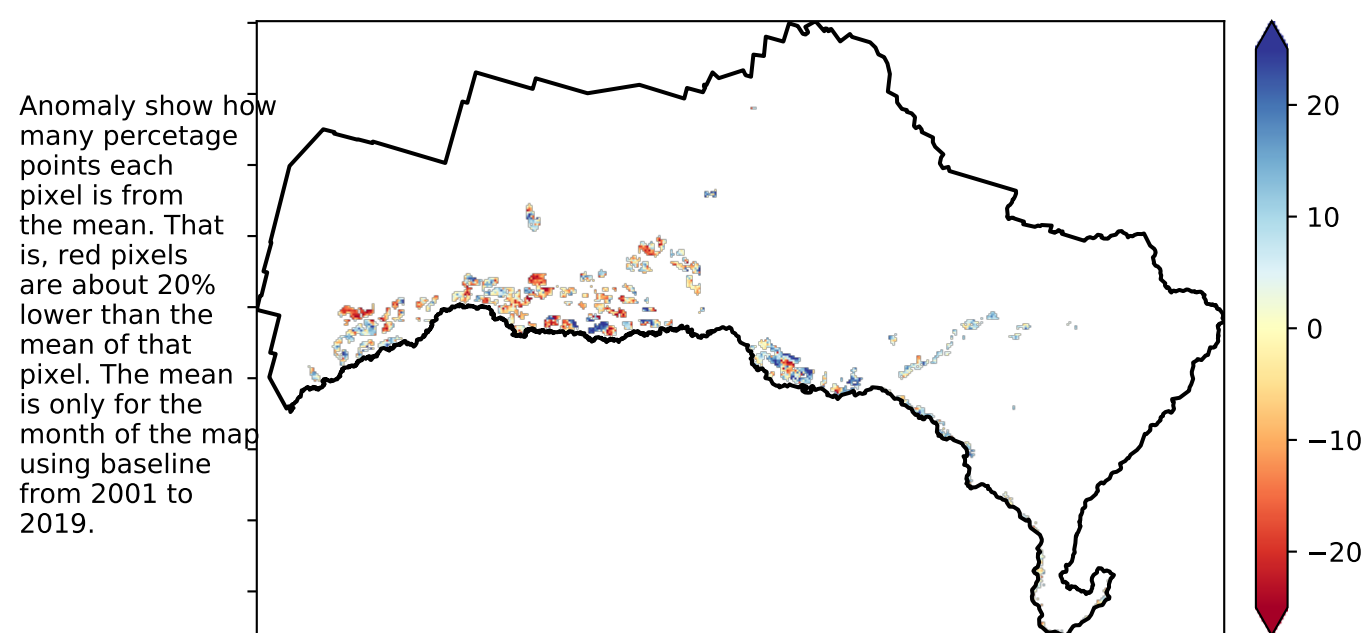 Anomaly show how
many percetage
points each
pixel is from
the mean. That
is, red pixels
are about 20%
lower than the
mean of that
pixel. The mean
is only for the
month of the map
using baseline
from 2001 to
2019.
20
10
0
−10
−20